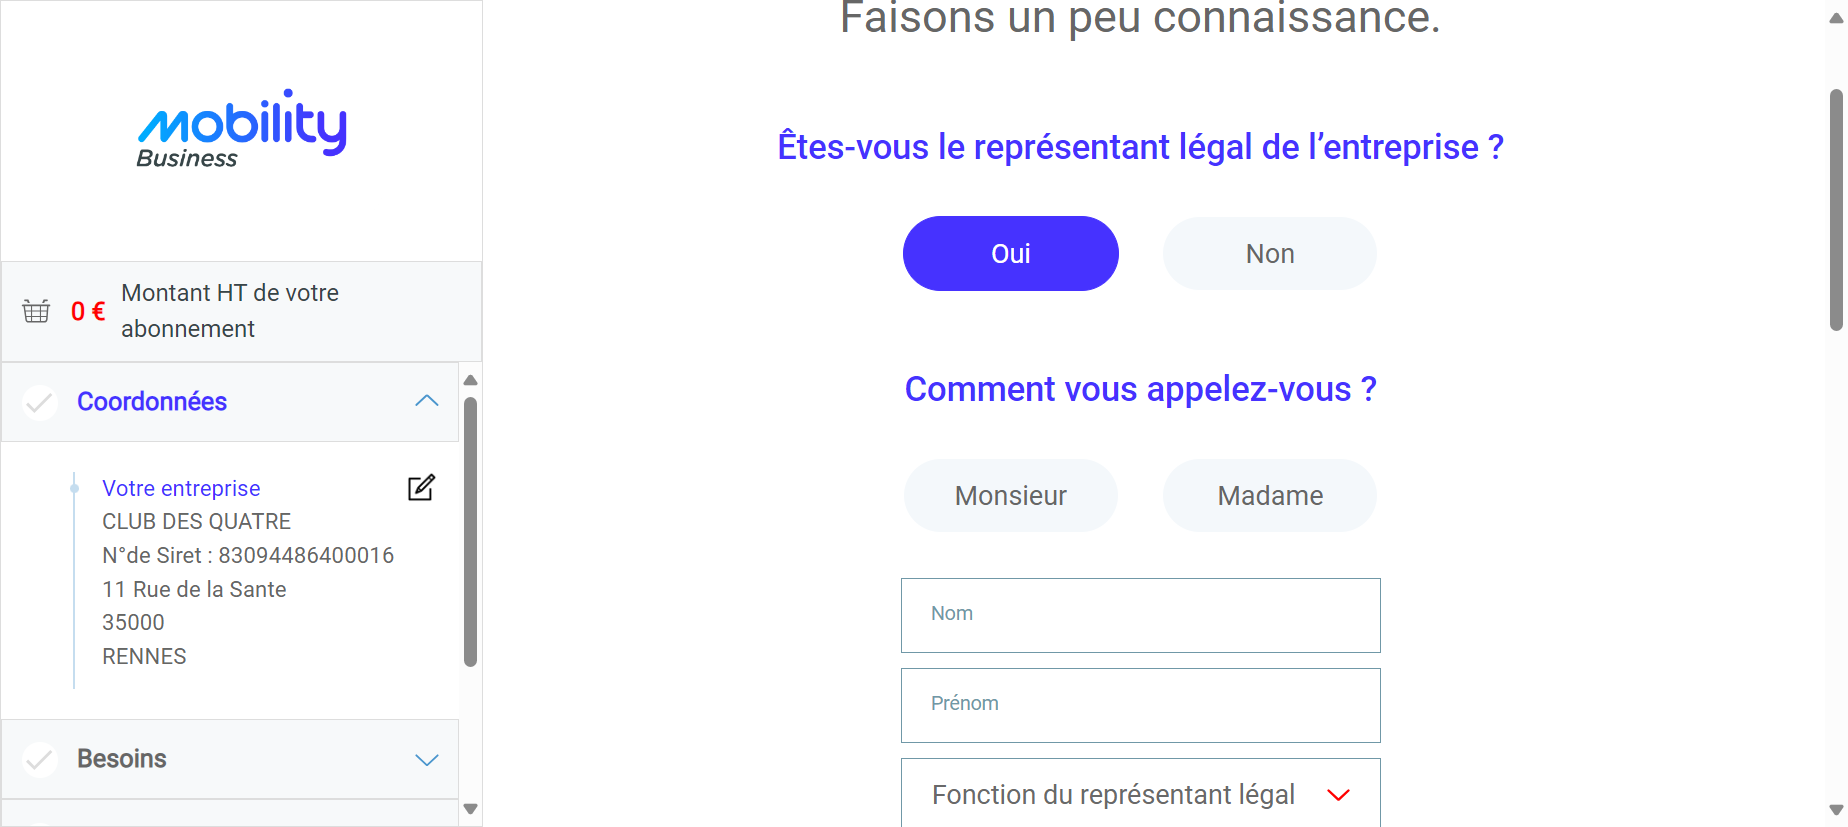 mobility
Business
0 €
Montant HT de votre
abonnement
Coordonnées
Votre entreprise
CLUB DES QUATRE
N°de Siret : 83094486400016
11 Rue de la Sante
35000
RENNES
Besoins
Faisons un peu connaissance.
Êtes-vous le représentant légal de l’entreprise ?
Oui
Non
Comment vous appelez-vous ?
Monsieur
Madame
Nom
Prénom
Fonction du représentant légal